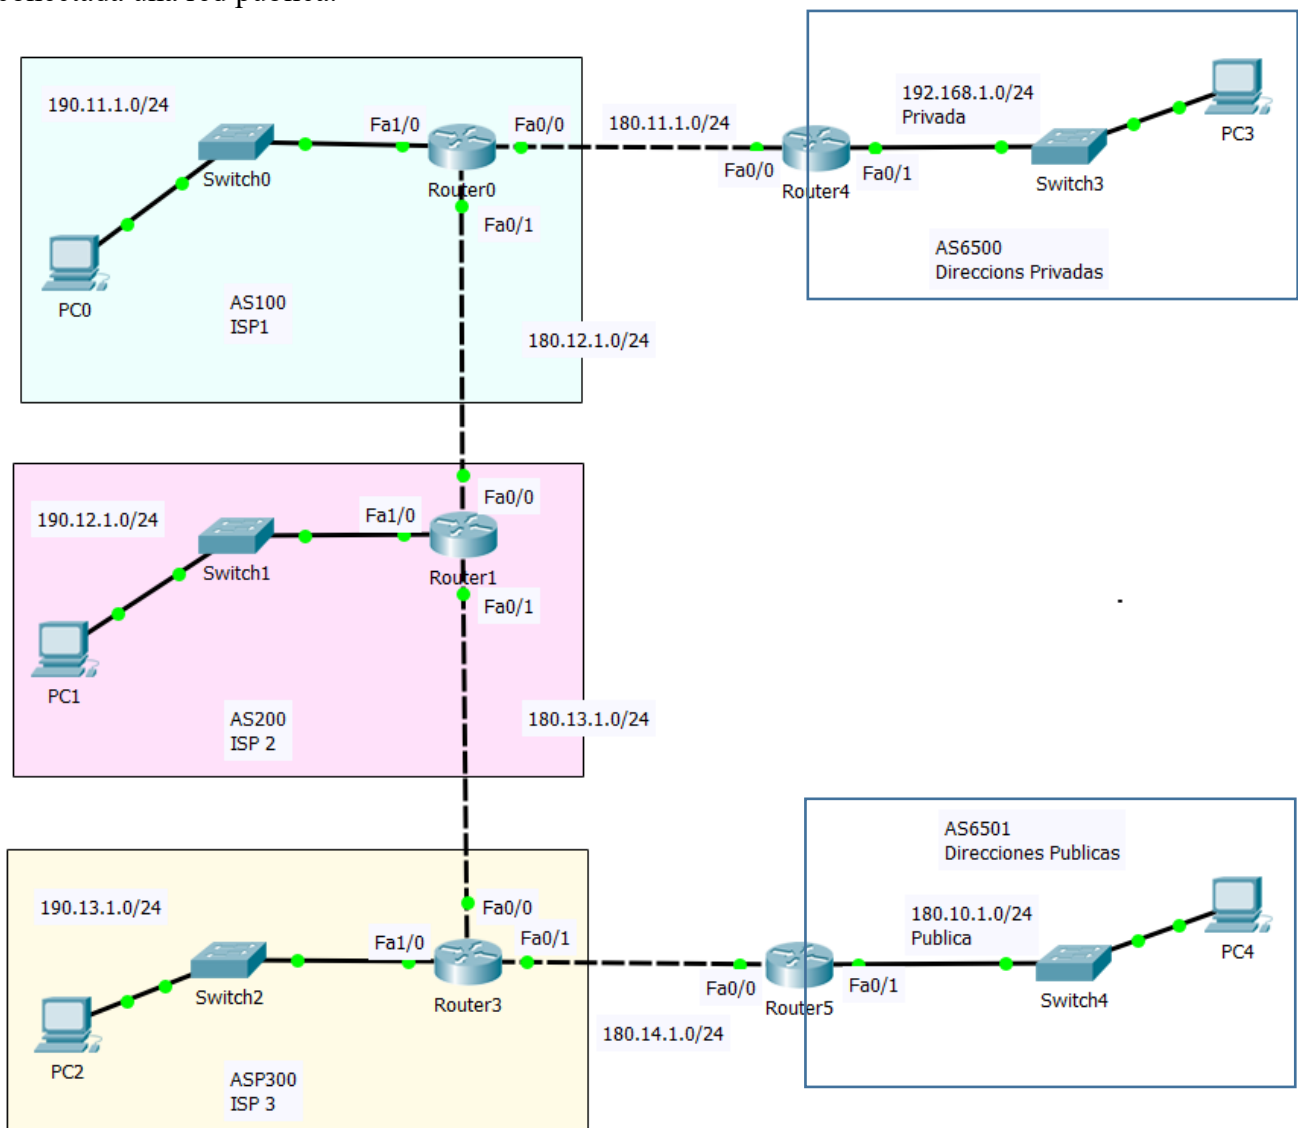 conectada una red publica.
190.11.1.0/24
Fa1/0
Fa0/0
Switch0
Router0
Fa0/1
PC0
AS100
ISP1
180.11.1.0/24
180.12.1.0/24
Fa0/0
Router4
Fa0/1
192.168.1.0/24
Privada
Switch3
PC3
AS6500
Direccions Privadas
190.12.1.0/24
Fa1/0
Fa0/0
Switch1
Router1
Fa0/1
PC1
AS200
ISP 2
180.13.1.0/24
190.13.1.0/24
Fa1/0
Fa0/0
Fa0/1
Switch2
Router3
PC2
ASP300
ISP 3
180.14.1.0/24
Fa0/0
Router5
Fa0/1
AS6501
Direcciones Publicas
180.10.1.0/24
Publica
Switch4
PC4